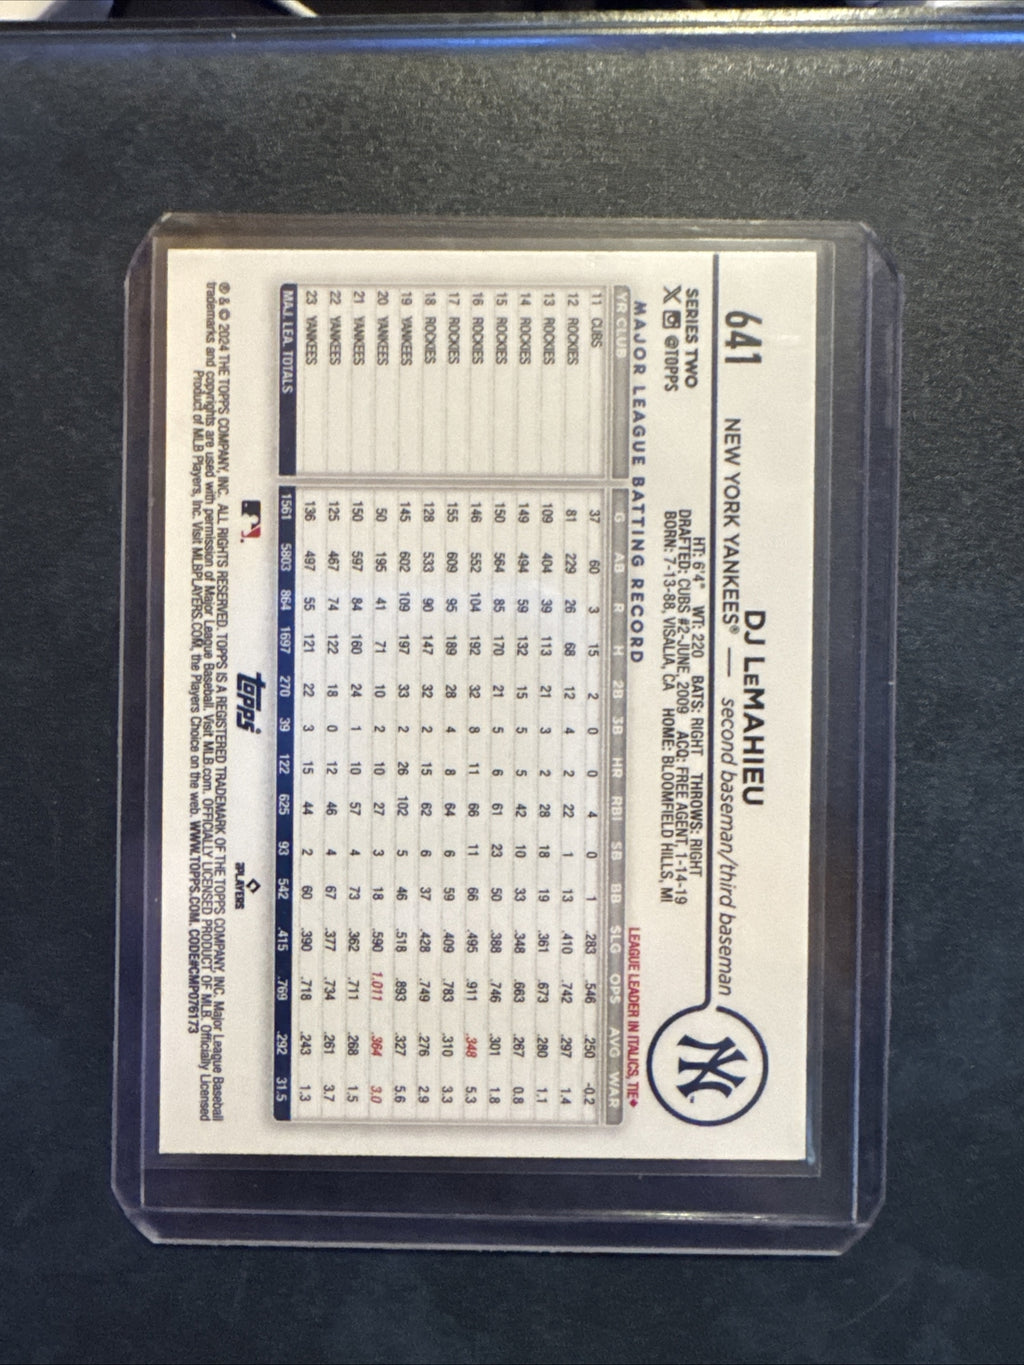 641
DJ LeMAHIEU
NEW YORK YANKEES® — second baseman/third baseman
SERIES TWO
X @TOPPS
HT: 6'4" WT: 220 BATS: RIGHT THROWS: RIGHT
DRAFTED: CUBS #2-JUNE, 2009 ACQ: FREE AGENT, 1-14-19
BORN: 7-13-88, VISALIA, CA HOME: BLOOMFIELD HILLS, MI
NY
MAJOR LEAGUE BATTING RECORD
LEAGUE LEADER IN ITALICS, TIE♦
YR CLUB G AB R H 2B 3B HR RBI SB BB SLG OPS AVG WAR
11 CUBS 37 60 3 15 2 0 0 4 0 1 .283 .546 .250 -0.2
12 ROCKIES 81 229 26 68 12 4 2 22 1 13 .410 .742 .297 1.4
13 ROCKIES 109 404 39 113 21 3 2 28 18 19 .361 .673 .280 1.1
14 ROCKIES 149 494 59 132 15 5 5 42 10 33 .348 .663 .267 0.8
15 ROCKIES 150 564 85 170 21 5 6 61 23 50 .388 .746 .301 1.8
16 ROCKIES 146 552 104 192 32 8 11 66 11 66 .495 .911 .348 5.3
17 ROCKIES 155 609 95 189 28 4 8 64 6 59 .409 .783 .310 3.3
18 ROCKIES 128 533 90 147 32 2 15 62 6 37 .428 .749 .276 2.9
19 YANKEES 145 602 109 197 33 2 26 102 5 46 .518 .893 .327 5.6
20 YANKEES 50 195 41 71 10 2 10 27 3 18 .590 1.011 .364 3.0
21 YANKEES 150 597 84 160 24 1 10 57 4 73 .362 .711 .268 1.5
22 YANKEES 125 467 74 122 18 0 12 46 4 67 .377 .734 .261 3.7
23 YANKEES 136 497 55 121 22 3 15 44 2 60 .390 .718 .243 1.3
MAJ. LEA. TOTALS 1561 5803 864 1697 270 39 122 625 93 542 .415 .769 .292 31.5
topps®
PLAYERS
® & © 2024 THE TOPPS COMPANY, INC. ALL RIGHTS RESERVED. TOPPS IS A REGISTERED TRADEMARK OF THE TOPPS COMPANY, INC. Major League Baseball
trademarks and copyrights are used with permission of Major League Baseball. Visit MLB.com. OFFICIALLY LICENSED PRODUCT OF MLB. Officially Licensed
Product of MLB Players, Inc. Visit MLBPLAYERS.COM, the Players Choice on the web. WWW.TOPPS.COM. CODE#CMP076173